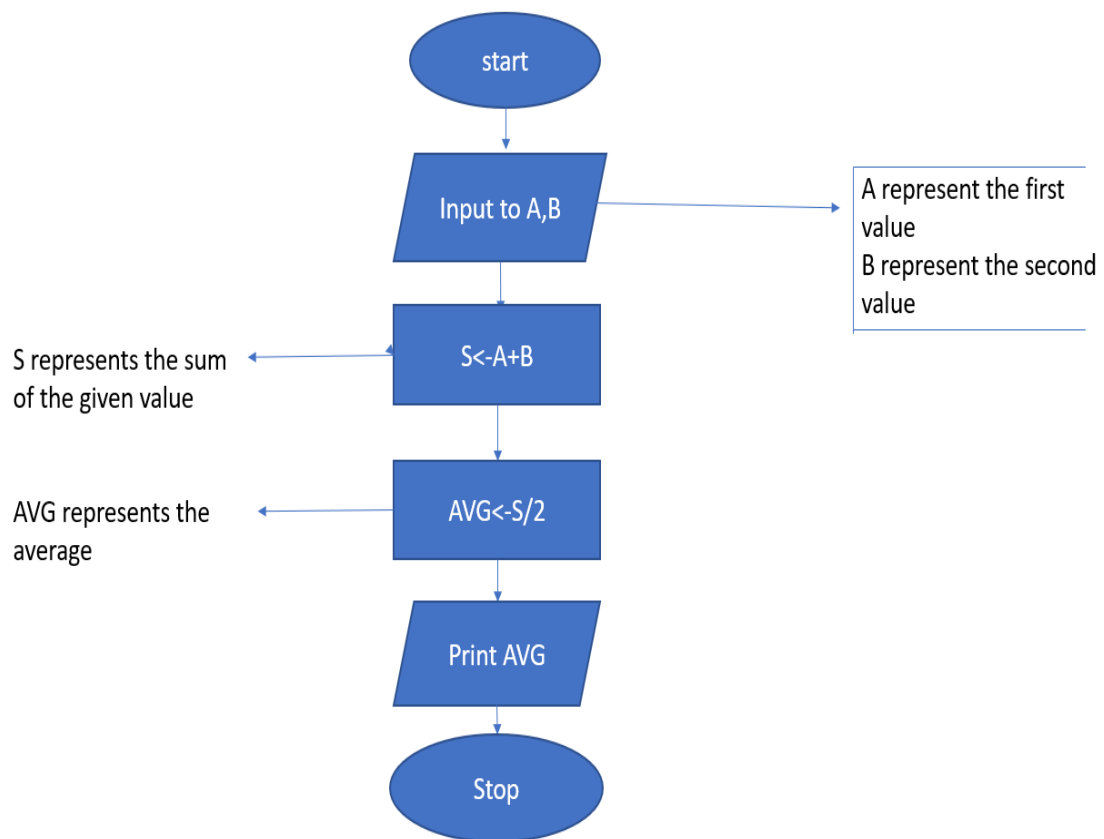 start
Input to A,B
A represent the first
value
B represent the second
value
S<-A+B
S represents the sum
of the given value
AVG<-S/2
AVG represents the
average
Print AVG
Stop